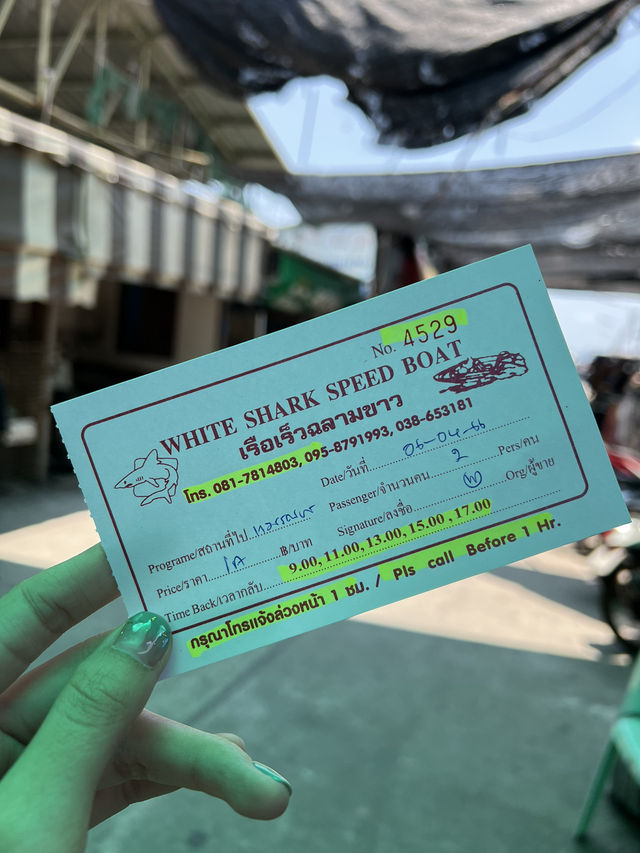 No. 4529
WHITE SHARK SPEED BOAT
เรือเร็วฉลามขาว
โทร. 081-7814803, 095-8791993, 038-653181
Date/วันที่ 06-04-66
Programe/สถานที่ไป
Passenger/จำนวนคน 2 Pers/คน
Price/ราคา ฿/บาท Signature/ลงชื่อ Org/ผู้ขาย
Time Back/เวลากลับ 9.00, 11.00, 13.00, 15.00, 17.00
กรุณาโทรแจ้งล่วงหน้า 1 ชม. / Pls call Before 1 Hr.